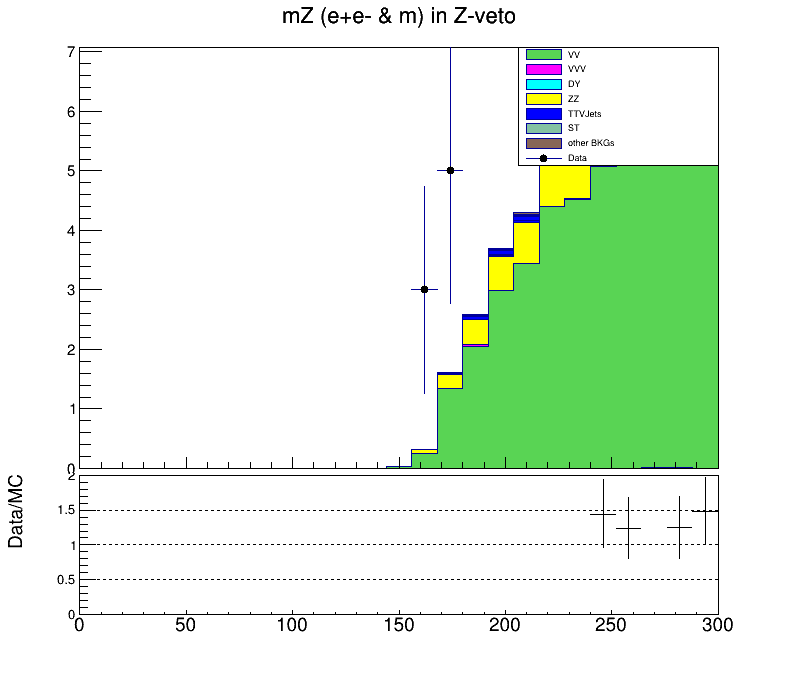 mZ (e+e- & m) in Z-veto
7
6
5
4
3
2
1
0
VV
VVV
DY
ZZ
TTVJets
ST
other BKGs
Data
Data/MC
2
1.5
1
0.5
0
0 50 100 150 200 250 300